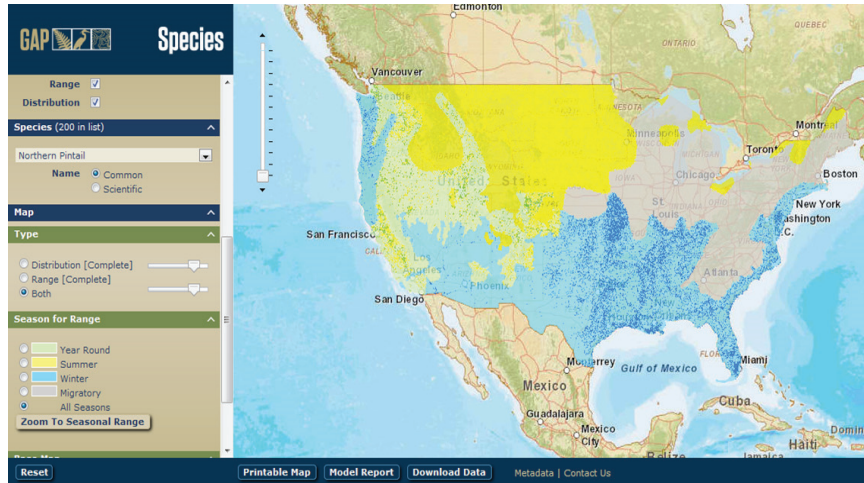 GAP
Species
Range
Distribution
Species (200 in list)
Northern Pintail
Name
Common
Scientific
Map
Type
Distribution [Complete]
Range [Complete]
Both
Season for Range
Year Round
Summer
Winter
Migratory
All Seasons
Zoom To Seasonal Range
Reset
Printable Map
Model Report
Download Data
Metadata | Contact Us
Edmonton
QUEBEC
ONTARIO
Vancouver
Seattle
Montreal
Minneapolis
Toronto
Boston
Chicago
United States
New York
St.
Louis
San Francisco
Los
Angeles
Phoenix
Atlanta
San Diego
Monterrey
Gulf of Mexico
Miami
Mexico
Cuba
Guadalajara
Mexico
City
Haiti
Jamaica
Belize